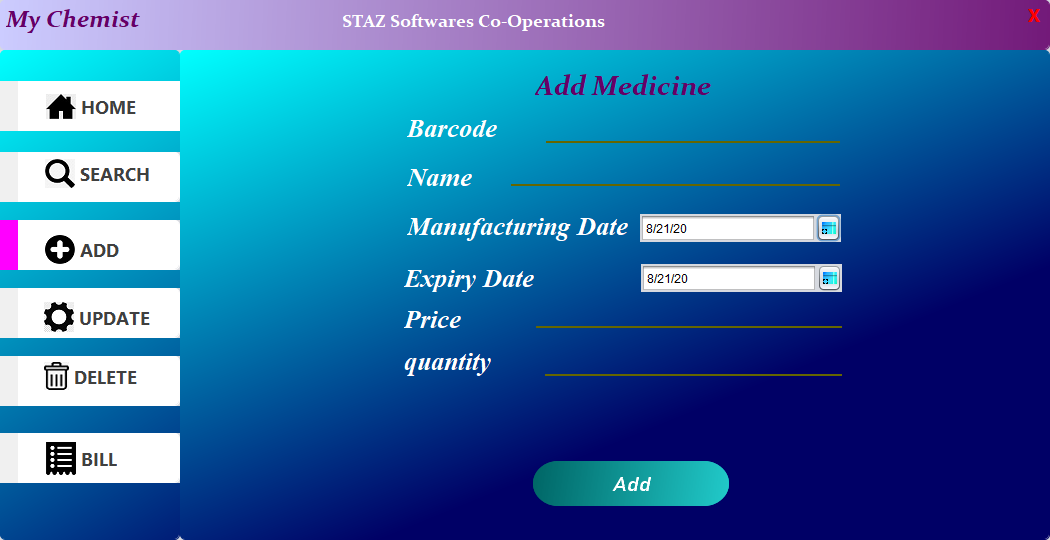 My Chemist
STAZ Softwares Co-Operations
X
HOME
SEARCH
ADD
UPDATE
DELETE
BILL
Add Medicine
Barcode
Name
Manufacturing Date 8/21/20
Expiry Date 8/21/20
Price
quantity
Add